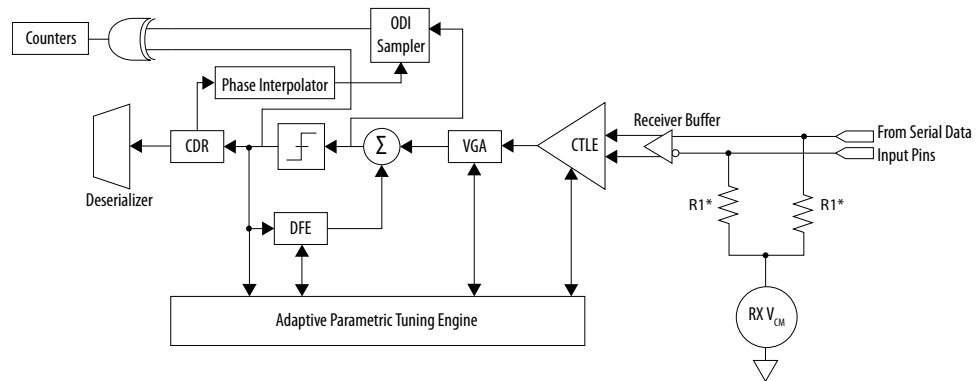 Counters
ODI
Sampler
Phase Interpolator
Receiver Buffer
From Serial Data
Input Pins
CDR
Σ
VGA
CTLE
Deserializer
R1*
R1*
DFE
Adaptive Parametric Tuning Engine
RX VCM